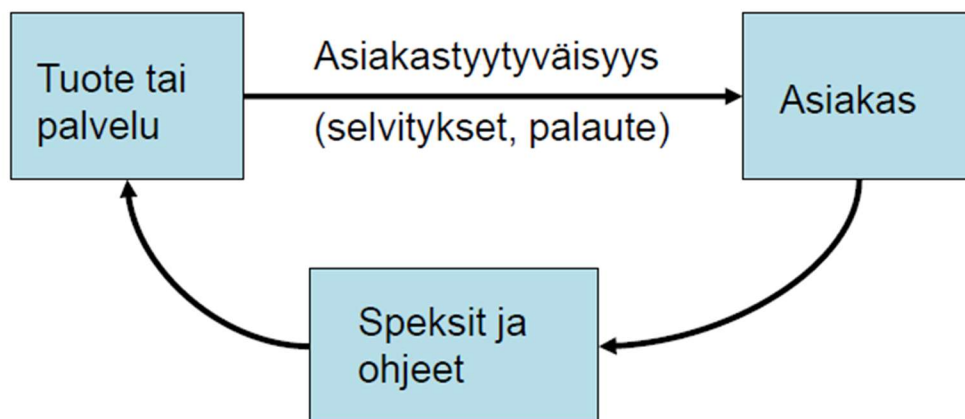 Tuote tai
palvelu
Asiakastyytyväisyys
(selvitykset, palaute)
Asiakas
Speksit ja
ohjeet